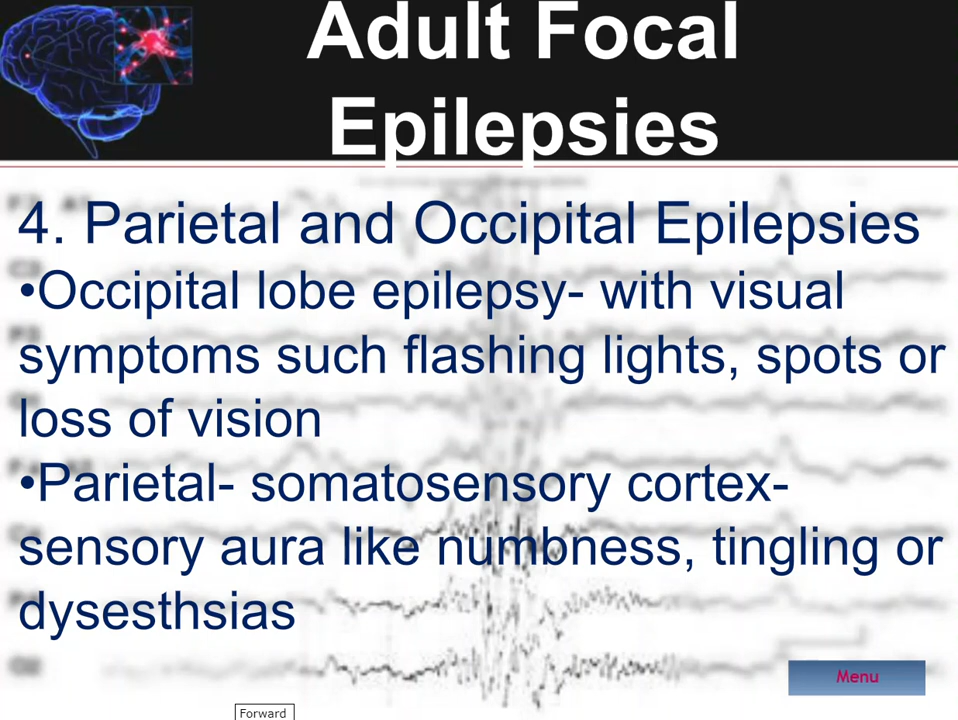 Adult Focal
Epilepsies
4. Parietal and Occipital Epilepsies
•Occipital lobe epilepsy- with visual
symptoms such flashing lights, spots or
loss of vision
•Parietal- somatosensory cortex-
sensory aura like numbness, tingling or
dysesthsias
Menu
Forward